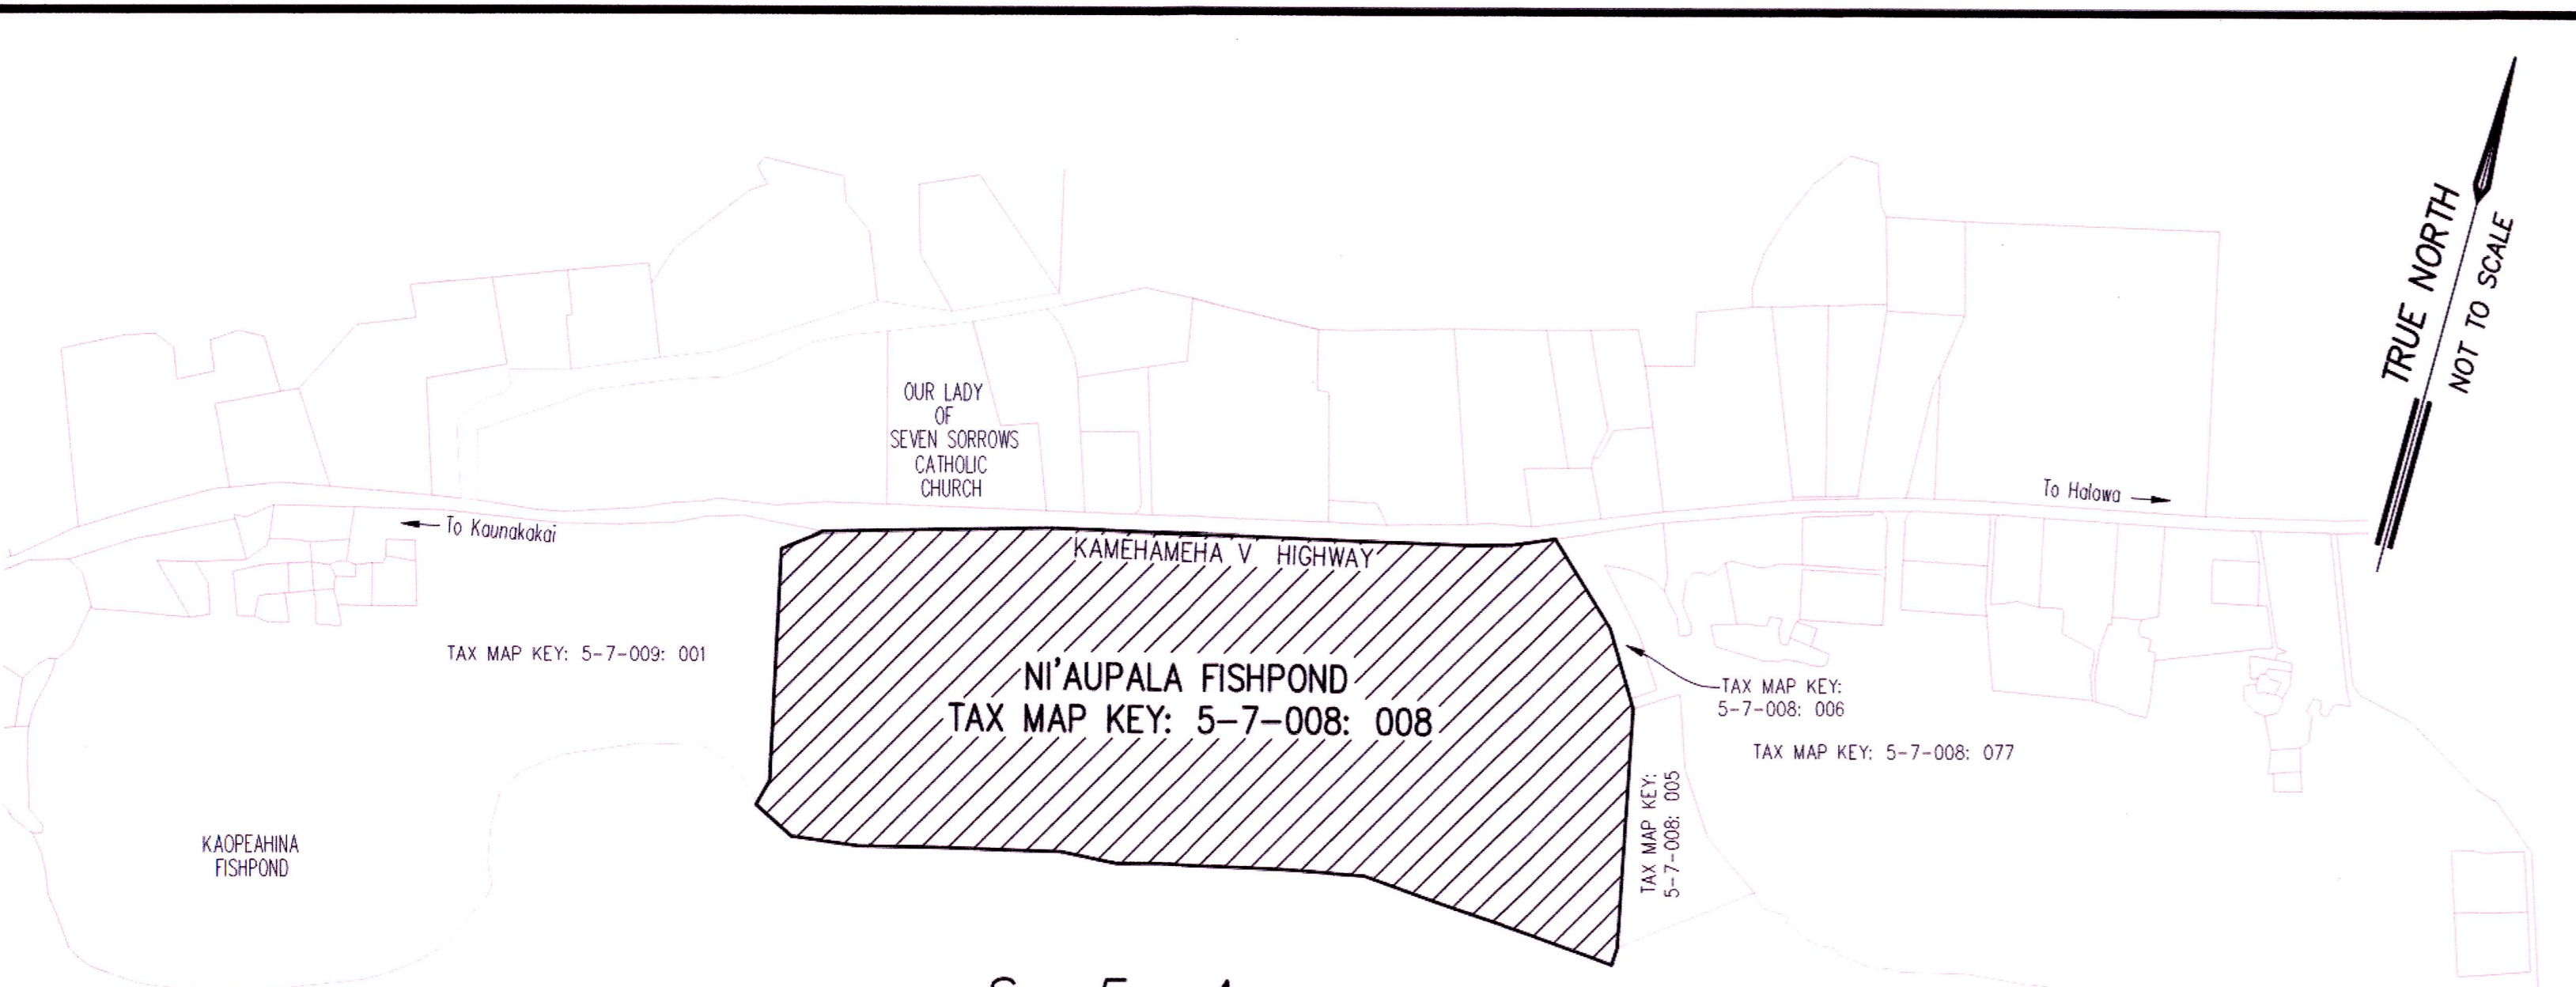 TRUE NORTH
NOT TO SCALE
OUR LADY
OF
SEVEN SORROWS
CATHOLIC
CHURCH
To Halawa
To Kaunakakai
KAMEHAMEHA V HIGHWAY
TAX MAP KEY: 5-7-009: 001
NI'AUPALA FISHPOND
TAX MAP KEY: 5-7-008: 008
TAX MAP KEY:
5-7-008: 006
TAX MAP KEY: 5-7-008: 077
TAX MAP KEY:
5-7-008: 005
KAOPEAHINA
FISHPOND